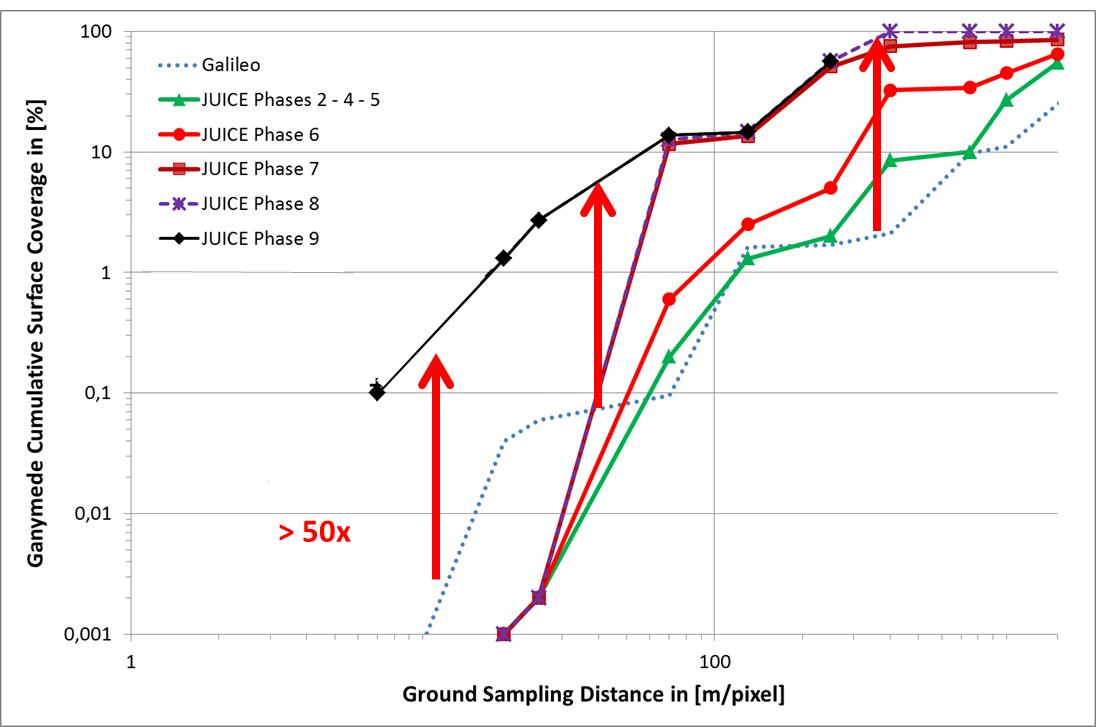 100
10
1
0,1
0,01
0,001
Ganymede Cumulative Surface Coverage in [%]
Galileo
JUICE Phases 2 - 4 - 5
JUICE Phase 6
JUICE Phase 7
JUICE Phase 8
JUICE Phase 9
> 50x
1
100
Ground Sampling Distance in [m/pixel]